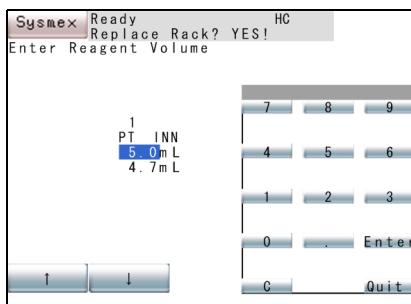 Sysmex Ready HC
Replace Rack? YES!
Enter Reagent Volume
1
PT INN
5.0mL
4.7mL
7 8 9
4 5 6
1 2 3
0 . Enter
↑ ↓ C Quit